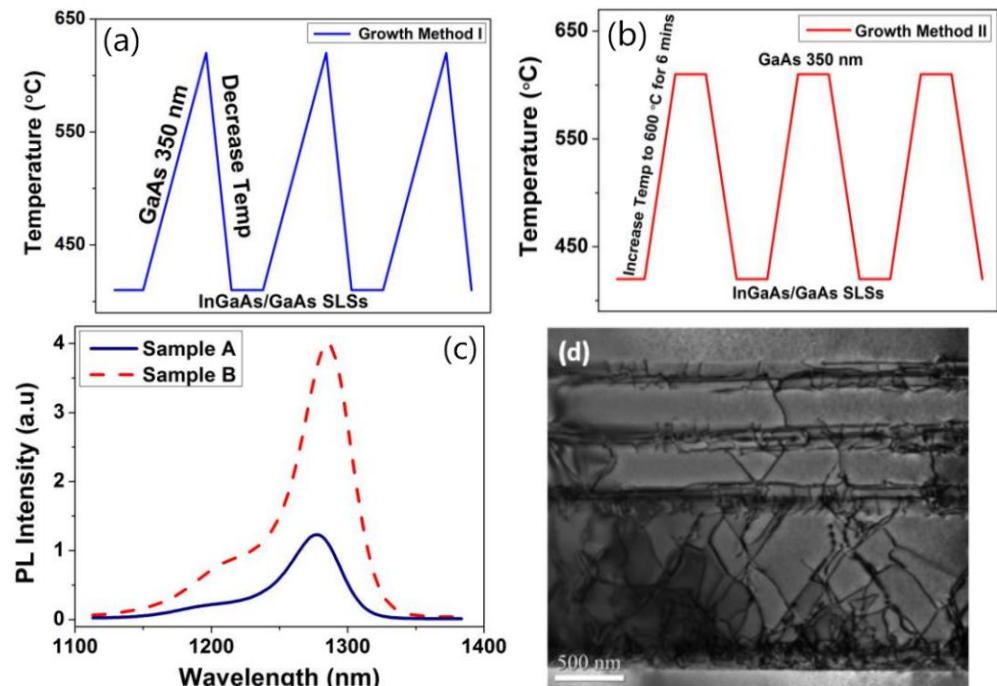 (a)
Growth Method I
650
550
450
Temperature (°C)
GaAs 350 nm
Decrease Temp
InGaAs/GaAs SLSs
(b)
Growth Method II
650
550
450
Temperature (°C)
Increase Temp to 600 °C for 6 mins
GaAs 350 nm
InGaAs/GaAs SLSs
(c)
Sample A
Sample B
4
3
2
1
0
PL Intensity (a.u)
1100
1200
1300
1400
Wavelength (nm)
(d)
500 nm